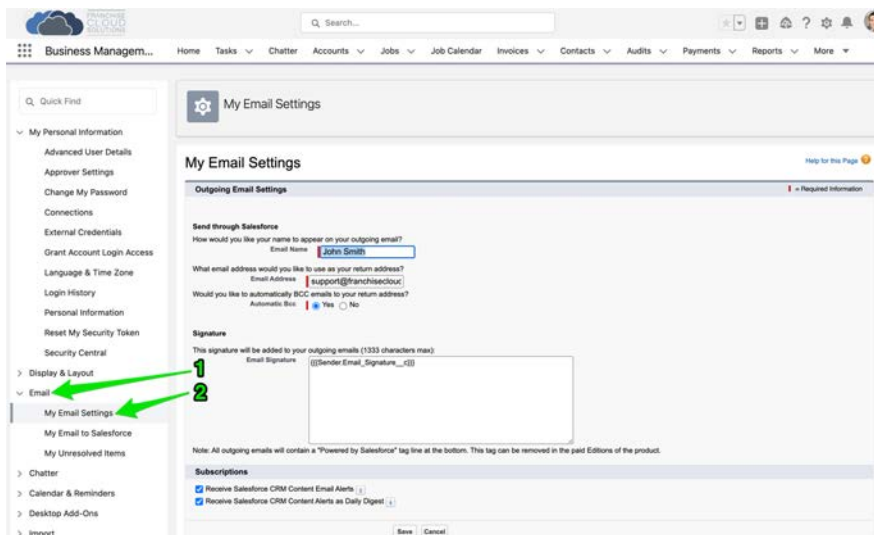 FRANCHISE
CLOUD
SOLUTIONS
Search...
Business Managem...
Home Tasks Chatter Accounts Jobs Job Calendar Invoices Contacts Audits Payments Reports More
Quick Find
My Personal Information
Advanced User Details
Approver Settings
Change My Password
Connections
External Credentials
Grant Account Login Access
Language & Time Zone
Login History
Personal Information
Reset My Security Token
Security Central
Display & Layout
Email
My Email Settings
My Email to Salesforce
My Unresolved Items
Chatter
Calendar & Reminders
Desktop Add-Ons
Import
1
2
My Email Settings
My Email Settings
Help for this Page
Outgoing Email Settings
= Required Information
Send through Salesforce
How would you like your name to appear on your outgoing email?
Email Name John Smith
What email address would you like to use as your return address?
Email Address support@franchisecloud
Would you like to automatically BCC emails to your return address?
Automatic Bcc Yes No
Signature
This signature will be added to your outgoing emails (1333 characters max):
Email Signature {{{Sender.Email_Signature__c}}}
Note: All outgoing emails will contain a "Powered by Salesforce" tag line at the bottom. This tag can be removed in the paid Editions of the product.
Subscriptions
Receive Salesforce CRM Content Email Alerts i
Receive Salesforce CRM Content Alerts as Daily Digest i
Save Cancel